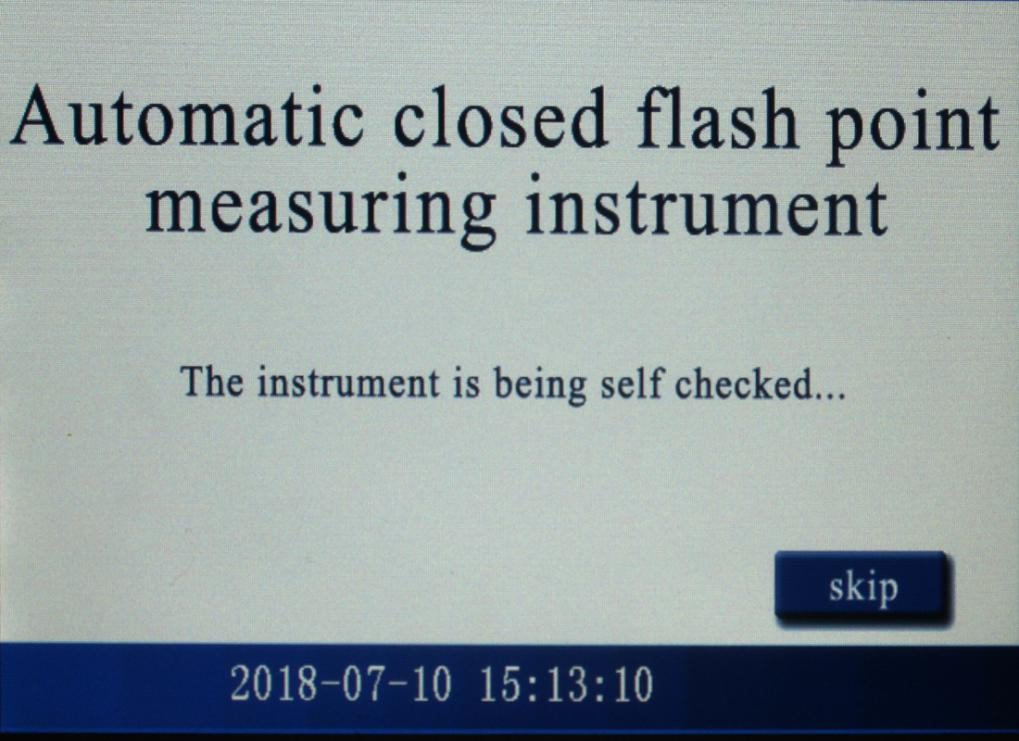 Automatic closed flash point
measuring instrument
The instrument is being self checked...
skip
2018-07-10 15:13:10